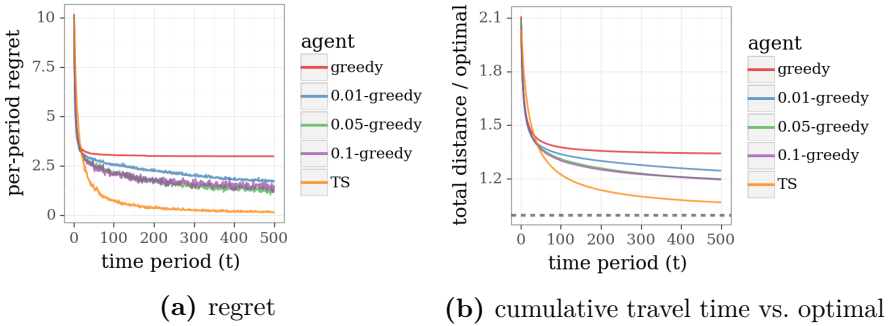 per-period regret
10
7.5
5.0
2.5
0
0 100 200 300 400 500
time period (t)
agent
greedy
0.01-greedy
0.05-greedy
0.1-greedy
TS
(a) regret
total distance / optimal
2.1
1.8
1.5
1.2
0 100 200 300 400 500
time period (t)
agent
greedy
0.01-greedy
0.05-greedy
0.1-greedy
TS
(b) cumulative travel time vs. optimal